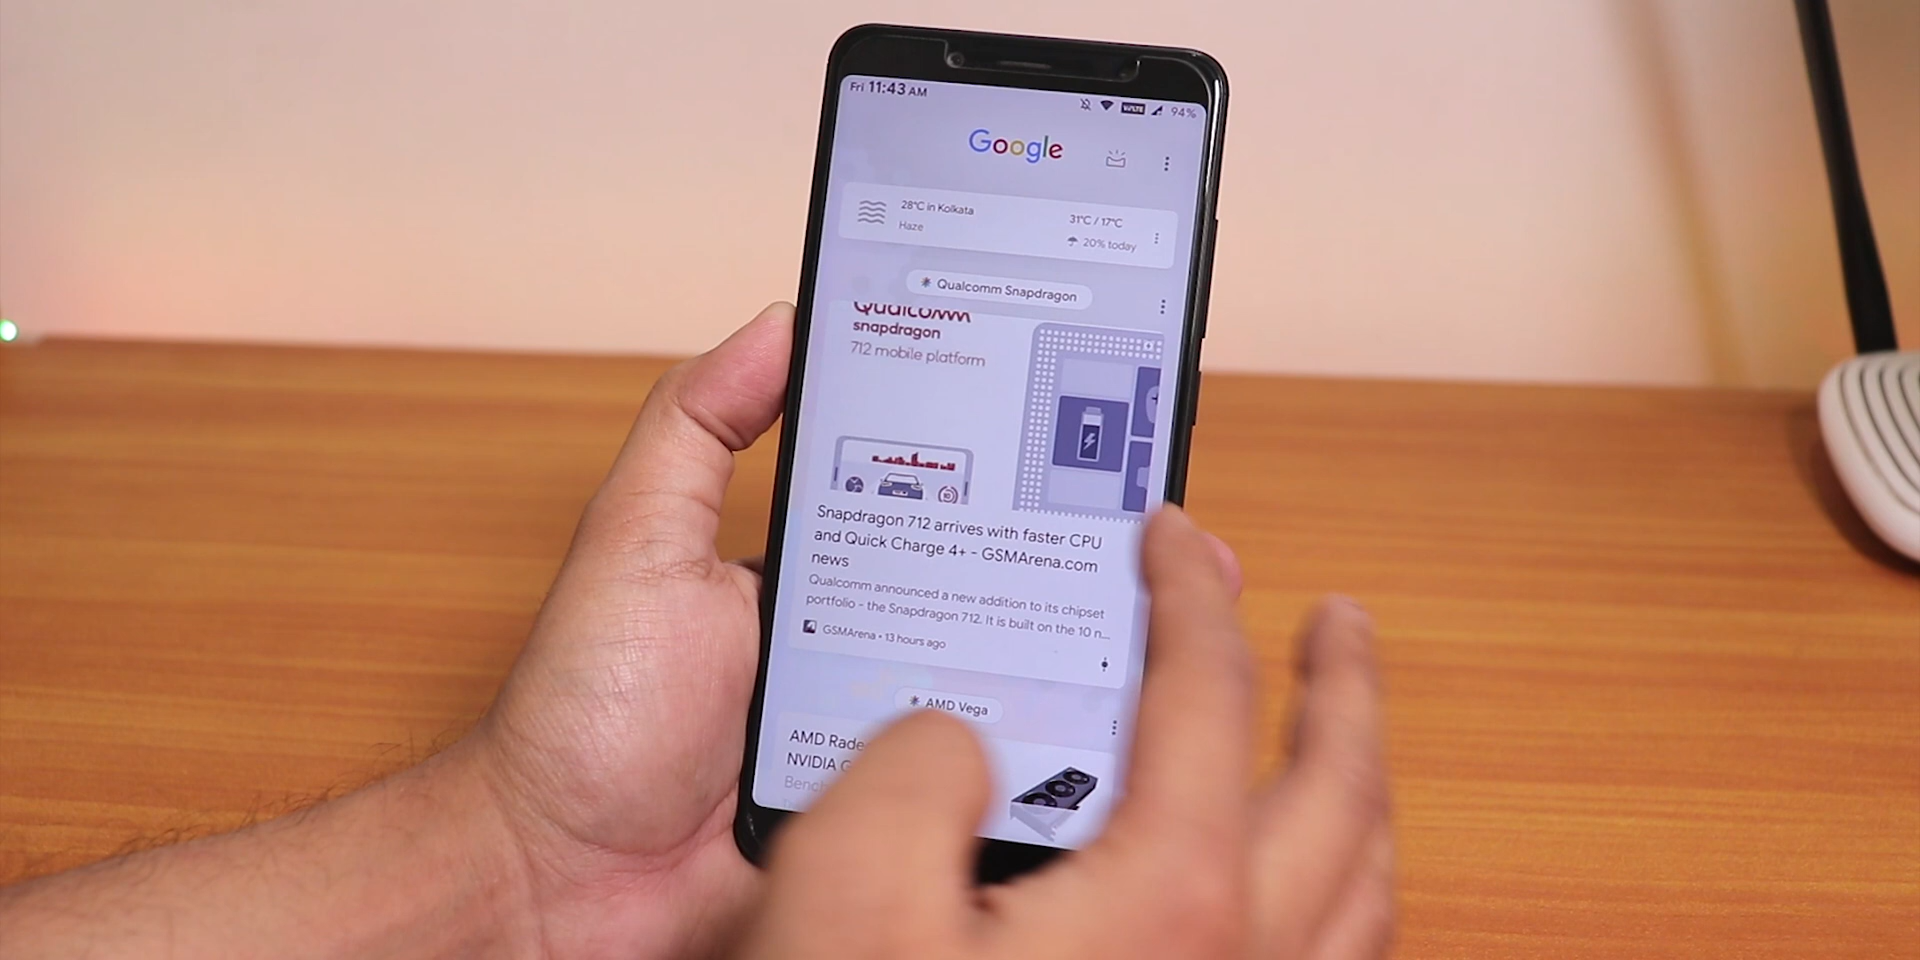 Fri 11:43 AM
VoLTE
94%
Google
28°C in Kolkata
Haze
31°C / 17°C
20% today
Qualcomm Snapdragon
Qualcomm
snapdragon
712 mobile platform
Snapdragon 712 arrives with faster CPU
and Quick Charge 4+ - GSMArena.com
news
Qualcomm announced a new addition to its chipset
portfolio - the Snapdragon 712. It is built on the 10 n...
GSMArena • 13 hours ago
AMD Vega
AMD Rade
NVIDIA G
Bench